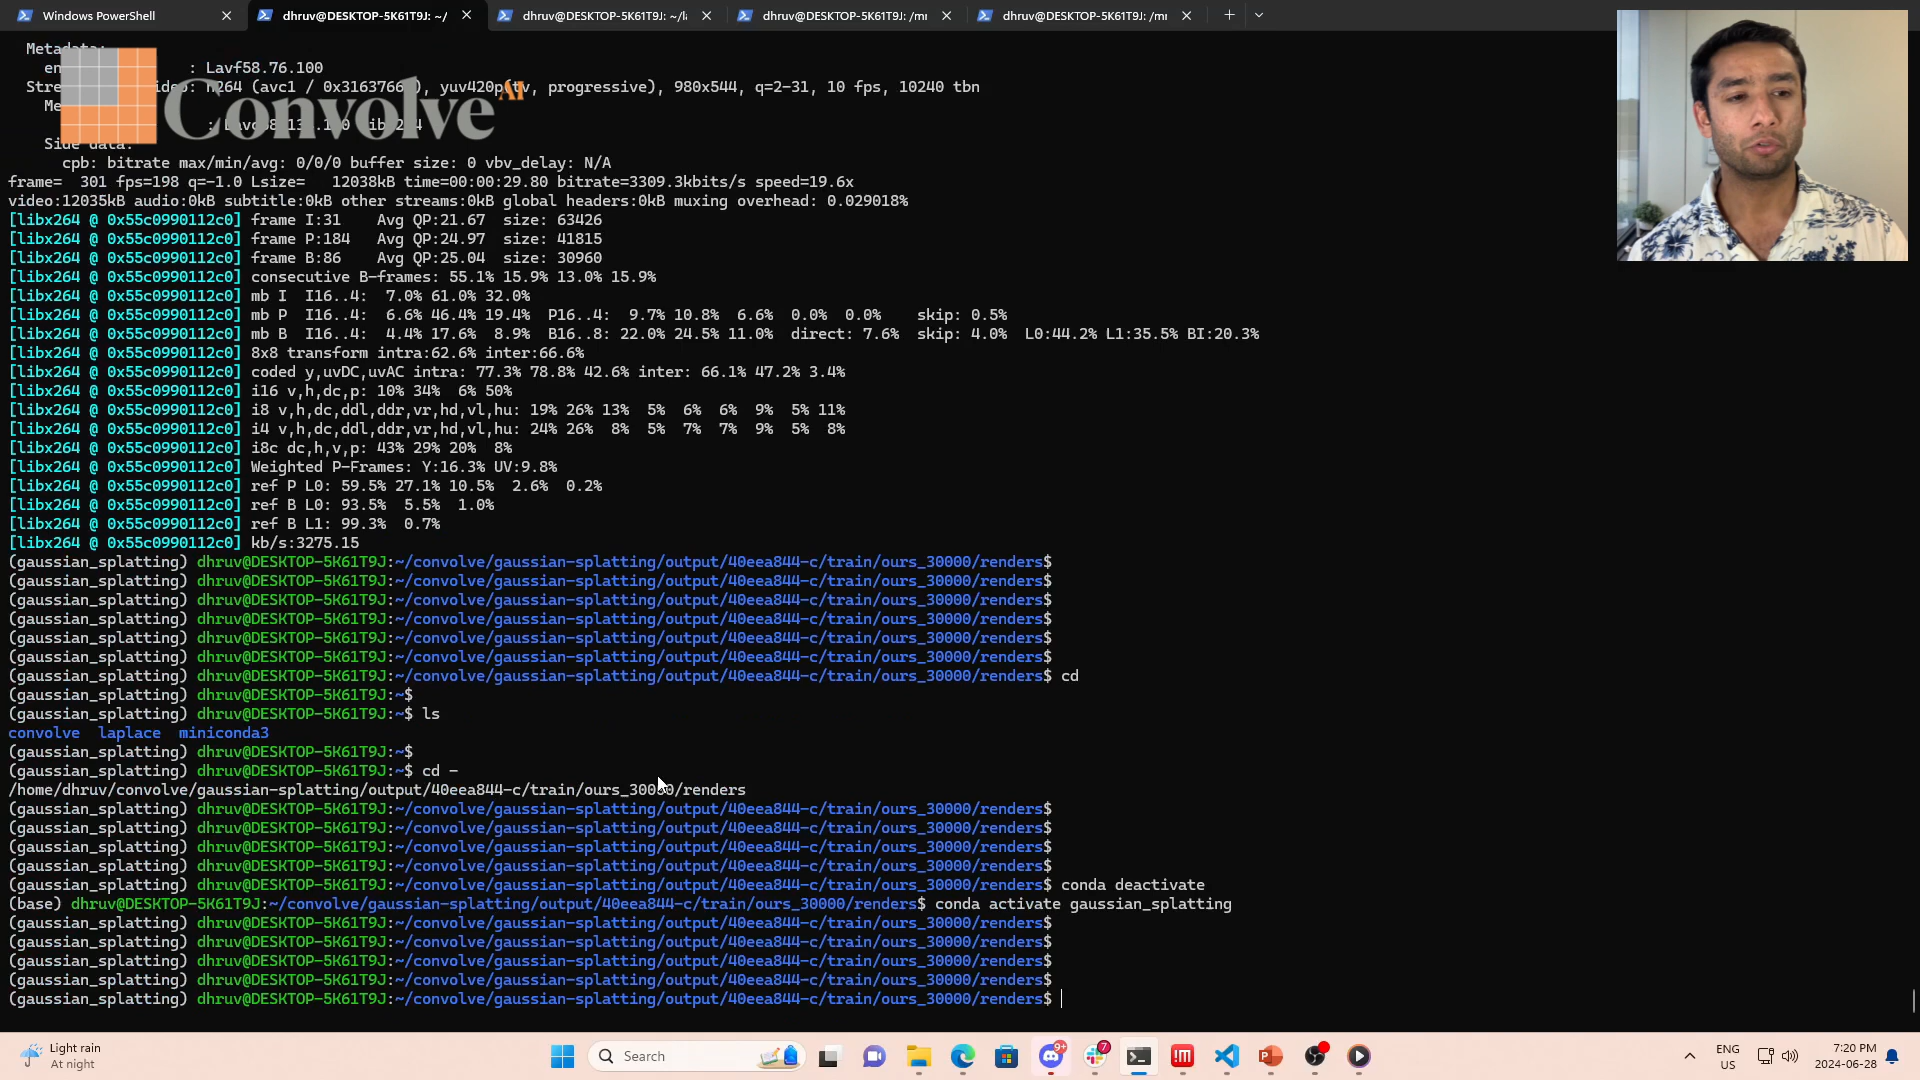 Windows PowerShell
dhruv@DESKTOP-5K61T9J: ~/
dhruv@DESKTOP-5K61T9J: ~/l
dhruv@DESKTOP-5K61T9J: /m
dhruv@DESKTOP-5K61T9J: /m
Metadata:
: Lavf58.76.100
h264 (avc1 / 0x31637661), yuv420p(tv, progressive), 980x544, q=2-31, 10 fps, 10240 tbn
Convolve AI
Side data:
cpb: bitrate max/min/avg: 0/0/0 buffer size: 0 vbv_delay: N/A
frame=  301 fps=198 q=-1.0 Lsize=   12038kB time=00:00:29.80 bitrate=3309.3kbits/s speed=19.6x
video:12035kB audio:0kB subtitle:0kB other streams:0kB global headers:0kB muxing overhead: 0.029018%
[libx264 @ 0x55c0990112c0] frame I:31    Avg QP:21.67  size: 63426
[libx264 @ 0x55c0990112c0] frame P:184   Avg QP:24.97  size: 41815
[libx264 @ 0x55c0990112c0] frame B:86    Avg QP:25.04  size: 30960
[libx264 @ 0x55c0990112c0] consecutive B-frames: 55.1% 15.9% 13.0% 15.9%
[libx264 @ 0x55c0990112c0] mb I  I16..4:  7.0% 61.0% 32.0%
[libx264 @ 0x55c0990112c0] mb P  I16..4:  6.6% 46.4% 19.4%  P16..4:  9.7% 10.8%  6.6%  0.0%  0.0%    skip: 0.5%
[libx264 @ 0x55c0990112c0] mb B  I16..4:  4.4% 17.6%  8.9%  B16..8: 22.0% 24.5% 11.0%  direct: 7.6%  skip: 4.0%  L0:44.2% L1:35.5% BI:20.3%
[libx264 @ 0x55c0990112c0] 8x8 transform intra:62.6% inter:66.6%
[libx264 @ 0x55c0990112c0] coded y,uvDC,uvAC intra: 77.3% 78.8% 42.6% inter: 66.1% 47.2% 3.4%
[libx264 @ 0x55c0990112c0] i16 v,h,dc,p: 10% 34%  6% 50%
[libx264 @ 0x55c0990112c0] i8 v,h,dc,ddl,ddr,vr,hd,vl,hu: 19% 26% 13%  5%  6%  6%  9%  5% 11%
[libx264 @ 0x55c0990112c0] i4 v,h,dc,ddl,ddr,vr,hd,vl,hu: 24% 26%  8%  5%  7%  7%  9%  5%  8%
[libx264 @ 0x55c0990112c0] i8c dc,h,v,p: 43% 29% 20%  8%
[libx264 @ 0x55c0990112c0] Weighted P-Frames: Y:16.3% UV:9.8%
[libx264 @ 0x55c0990112c0] ref P L0: 59.5% 27.1% 10.5%  2.6%  0.2%
[libx264 @ 0x55c0990112c0] ref B L0: 93.5%  5.5%  1.0%
[libx264 @ 0x55c0990112c0] ref B L1: 99.3%  0.7%
[libx264 @ 0x55c0990112c0] kb/s:3275.15
(gaussian_splatting) dhruv@DESKTOP-5K61T9J:~/convolve/gaussian-splatting/output/40eea844-c/train/ours_30000/renders$
(gaussian_splatting) dhruv@DESKTOP-5K61T9J:~/convolve/gaussian-splatting/output/40eea844-c/train/ours_30000/renders$
(gaussian_splatting) dhruv@DESKTOP-5K61T9J:~/convolve/gaussian-splatting/output/40eea844-c/train/ours_30000/renders$
(gaussian_splatting) dhruv@DESKTOP-5K61T9J:~/convolve/gaussian-splatting/output/40eea844-c/train/ours_30000/renders$
(gaussian_splatting) dhruv@DESKTOP-5K61T9J:~/convolve/gaussian-splatting/output/40eea844-c/train/ours_30000/renders$
(gaussian_splatting) dhruv@DESKTOP-5K61T9J:~/convolve/gaussian-splatting/output/40eea844-c/train/ours_30000/renders$
(gaussian_splatting) dhruv@DESKTOP-5K61T9J:~/convolve/gaussian-splatting/output/40eea844-c/train/ours_30000/renders$ cd
(gaussian_splatting) dhruv@DESKTOP-5K61T9J:~$
(gaussian_splatting) dhruv@DESKTOP-5K61T9J:~$ ls
convolve  laplace  miniconda3
(gaussian_splatting) dhruv@DESKTOP-5K61T9J:~$
(gaussian_splatting) dhruv@DESKTOP-5K61T9J:~$ cd -
/home/dhruv/convolve/gaussian-splatting/output/40eea844-c/train/ours_30000/renders
(gaussian_splatting) dhruv@DESKTOP-5K61T9J:~/convolve/gaussian-splatting/output/40eea844-c/train/ours_30000/renders$
(gaussian_splatting) dhruv@DESKTOP-5K61T9J:~/convolve/gaussian-splatting/output/40eea844-c/train/ours_30000/renders$
(gaussian_splatting) dhruv@DESKTOP-5K61T9J:~/convolve/gaussian-splatting/output/40eea844-c/train/ours_30000/renders$
(gaussian_splatting) dhruv@DESKTOP-5K61T9J:~/convolve/gaussian-splatting/output/40eea844-c/train/ours_30000/renders$
(gaussian_splatting) dhruv@DESKTOP-5K61T9J:~/convolve/gaussian-splatting/output/40eea844-c/train/ours_30000/renders$ conda deactivate
(base) dhruv@DESKTOP-5K61T9J:~/convolve/gaussian-splatting/output/40eea844-c/train/ours_30000/renders$ conda activate gaussian_splatting
(gaussian_splatting) dhruv@DESKTOP-5K61T9J:~/convolve/gaussian-splatting/output/40eea844-c/train/ours_30000/renders$
(gaussian_splatting) dhruv@DESKTOP-5K61T9J:~/convolve/gaussian-splatting/output/40eea844-c/train/ours_30000/renders$
(gaussian_splatting) dhruv@DESKTOP-5K61T9J:~/convolve/gaussian-splatting/output/40eea844-c/train/ours_30000/renders$
(gaussian_splatting) dhruv@DESKTOP-5K61T9J:~/convolve/gaussian-splatting/output/40eea844-c/train/ours_30000/renders$
(gaussian_splatting) dhruv@DESKTOP-5K61T9J:~/convolve/gaussian-splatting/output/40eea844-c/train/ours_30000/renders$
Light rain
At night
Search
9+
7
ENG
US
7:20 PM
2024-06-28